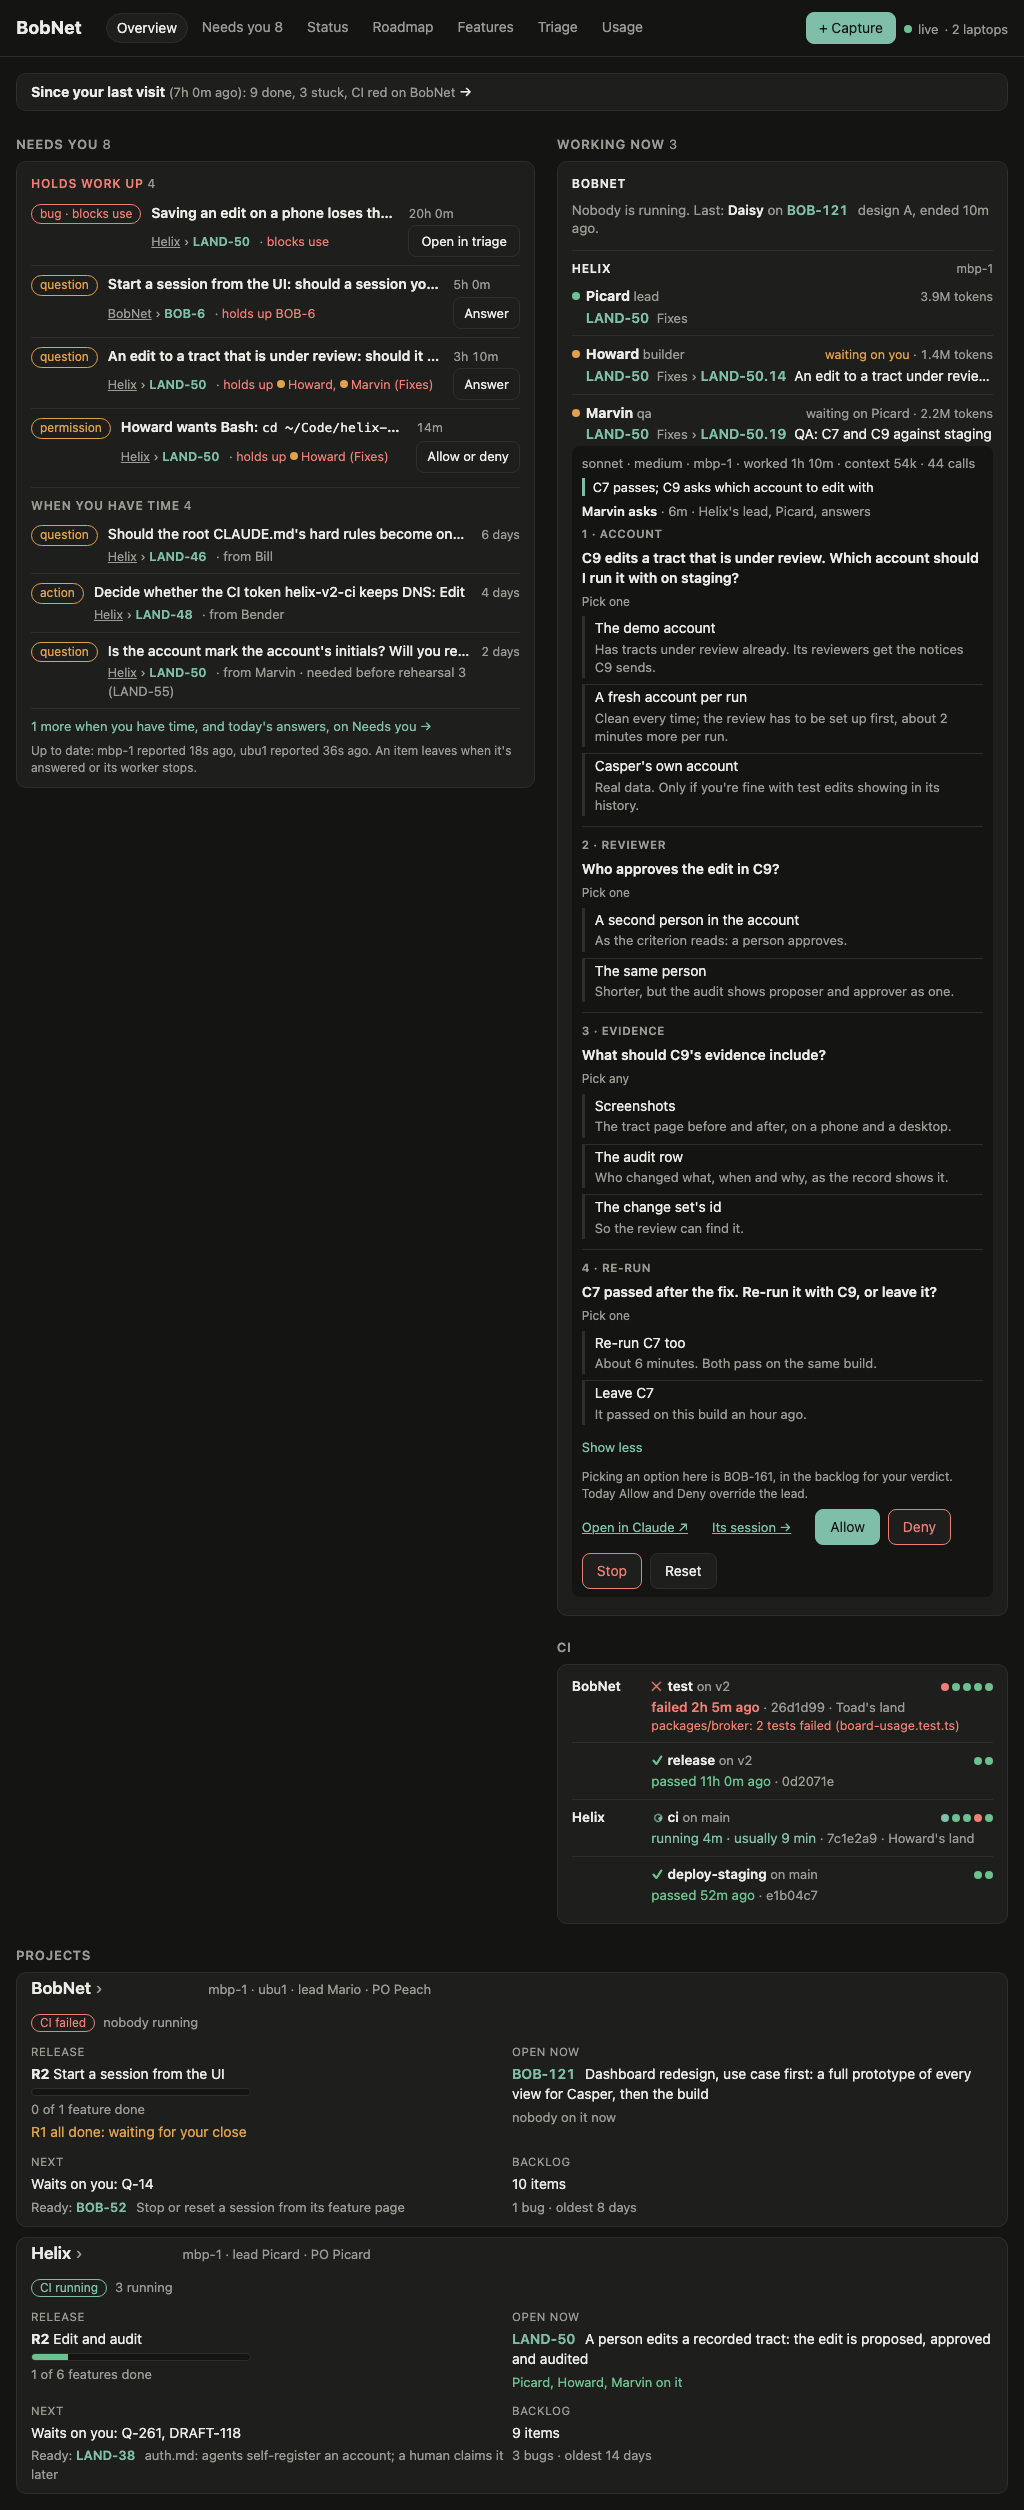 BobNet Overview Needs you 8 Status Roadmap Features Triage Usage + Capture live · 2 laptops
Since your last visit (7h 0m ago): 9 done, 3 stuck, CI red on BobNet →
NEEDS YOU 8
HOLDS WORK UP 4
bug · blocks use Saving an edit on a phone loses th... 20h 0m
Helix › LAND-50 · blocks use Open in triage
question Start a session from the UI: should a session yo... 5h 0m
BobNet › BOB-6 · holds up BOB-6 Answer
question An edit to a tract that is under review: should it ... 3h 10m
Helix › LAND-50 · holds up Howard, Marvin (Fixes) Answer
permission Howard wants Bash: cd ~/Code/helix–... 14m
Helix › LAND-50 · holds up Howard (Fixes) Allow or deny
WHEN YOU HAVE TIME 4
question Should the root CLAUDE.md's hard rules become on... 6 days
Helix › LAND-46 · from Bill
action Decide whether the CI token helix-v2-ci keeps DNS: Edit 4 days
Helix › LAND-48 · from Bender
question Is the account mark the account's initials? Will you re... 2 days
Helix › LAND-50 · from Marvin · needed before rehearsal 3
(LAND-55)
1 more when you have time, and today's answers, on Needs you →
Up to date: mbp-1 reported 18s ago, ubu1 reported 36s ago. An item leaves when it's
answered or its worker stops.
WORKING NOW 3
BOBNET
Nobody is running. Last: Daisy on BOB-121 design A, ended 10m
ago.
HELIX mbp-1
Picard lead 3.9M tokens
LAND-50 Fixes
Howard builder waiting on you · 1.4M tokens
LAND-50 Fixes › LAND-50.14 An edit to a tract under revie...
Marvin qa waiting on Picard · 2.2M tokens
LAND-50 Fixes › LAND-50.19 QA: C7 and C9 against staging
sonnet · medium · mbp-1 · worked 1h 10m · context 54k · 44 calls
C7 passes; C9 asks which account to edit with
Marvin asks · 6m · Helix's lead, Picard, answers
1 · ACCOUNT
C9 edits a tract that is under review. Which account should
I run it with on staging?
Pick one
The demo account
Has tracts under review already. Its reviewers get the notices
C9 sends.
A fresh account per run
Clean every time; the review has to be set up first, about 2
minutes more per run.
Casper's own account
Real data. Only if you're fine with test edits showing in its
history.
2 · REVIEWER
Who approves the edit in C9?
Pick one
A second person in the account
As the criterion reads: a person approves.
The same person
Shorter, but the audit shows proposer and approver as one.
3 · EVIDENCE
What should C9's evidence include?
Pick any
Screenshots
The tract page before and after, on a phone and a desktop.
The audit row
Who changed what, when and why, as the record shows it.
The change set's id
So the review can find it.
4 · RE-RUN
C7 passed after the fix. Re-run it with C9, or leave it?
Pick one
Re-run C7 too
About 6 minutes. Both pass on the same build.
Leave C7
It passed on this build an hour ago.
Show less
Picking an option here is BOB-161, in the backlog for your verdict.
Today Allow and Deny override the lead.
Open in Claude ↗ Its session → Allow Deny
Stop Reset
CI
BobNet test on v2
failed 2h 5m ago · 26d1d99 · Toad's land
packages/broker: 2 tests failed (board-usage.test.ts)
release on v2
passed 11h 0m ago · 0d2071e
Helix ci on main
running 4m · usually 9 min · 7c1e2a9 · Howard's land
deploy-staging on main
passed 52m ago · e1b04c7
PROJECTS
BobNet › mbp-1 · ubu1 · lead Mario · PO Peach
CI failed nobody running
RELEASE
R2 Start a session from the UI
0 of 1 feature done
R1 all done: waiting for your close
OPEN NOW
BOB-121 Dashboard redesign, use case first: a full prototype of every
view for Casper, then the build
nobody on it now
NEXT
Waits on you: Q-14
Ready: BOB-52 Stop or reset a session from its feature page
BACKLOG
10 items
1 bug · oldest 8 days
Helix › mbp-1 · lead Picard · PO Picard
CI running 3 running
RELEASE
R2 Edit and audit
1 of 6 features done
OPEN NOW
LAND-50 A person edits a recorded tract: the edit is proposed, approved
and audited
Picard, Howard, Marvin on it
NEXT
Waits on you: Q-261, DRAFT-118
Ready: LAND-38 auth.md: agents self-register an account; a human claims it
later
BACKLOG
9 items
3 bugs · oldest 14 days